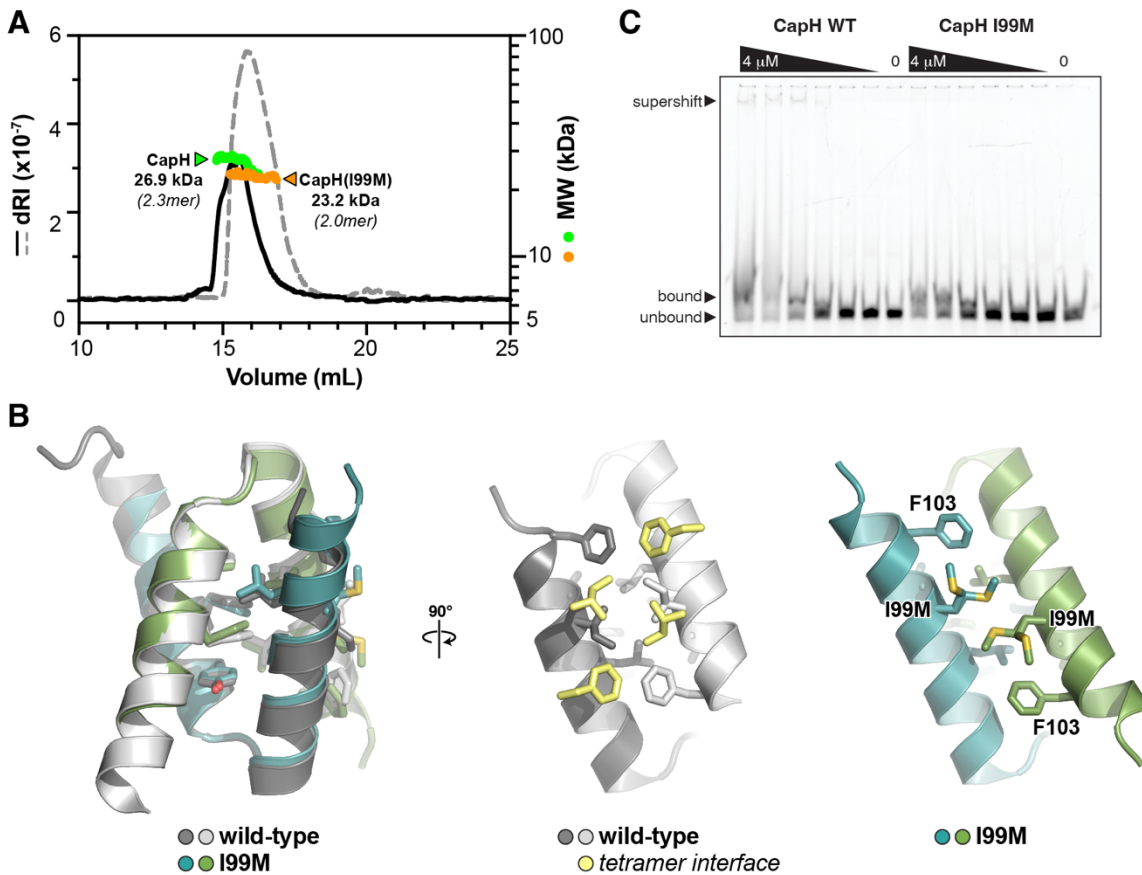 A
6
4
2
0
dRI (x10⁻⁷)
100
10
5
MW (kDa)
CapH
26.9 kDa
(2.3mer)
CapH(I99M)
23.2 kDa
(2.0mer)
10
15
20
25
Volume (mL)
C
CapH WT
CapH I99M
4 μM
0
4 μM
0
supershift
bound
unbound
B
90°
F103
I99M
I99M
F103
wild-type
I99M
wild-type
tetramer interface
I99M